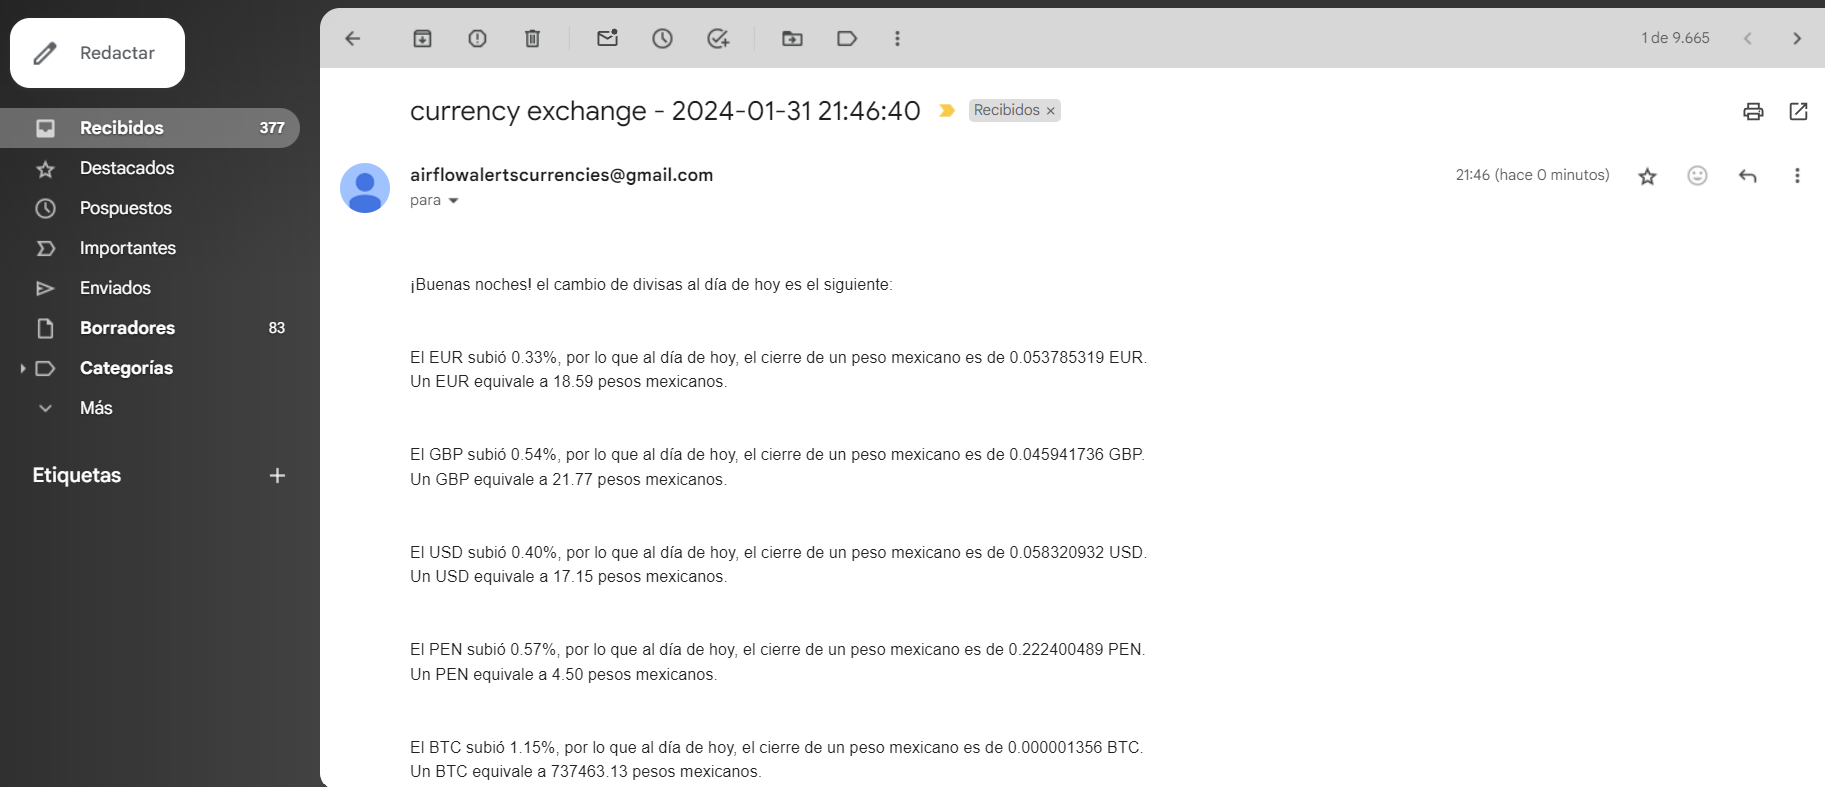 Redactar
1 de 9.665
Recibidos 377
Destacados
Pospuestos
Importantes
Enviados
Borradores 83
Categorías
Más
Etiquetas
currency exchange - 2024-01-31 21:46:40 Recibidos
airflowalertscurrencies@gmail.com 21:46 (hace 0 minutos)
para
¡Buenas noches! el cambio de divisas al día de hoy es el siguiente:
El EUR subió 0.33%, por lo que al día de hoy, el cierre de un peso mexicano es de 0.053785319 EUR.
Un EUR equivale a 18.59 pesos mexicanos.
El GBP subió 0.54%, por lo que al día de hoy, el cierre de un peso mexicano es de 0.045941736 GBP.
Un GBP equivale a 21.77 pesos mexicanos.
El USD subió 0.40%, por lo que al día de hoy, el cierre de un peso mexicano es de 0.058320932 USD.
Un USD equivale a 17.15 pesos mexicanos.
El PEN subió 0.57%, por lo que al día de hoy, el cierre de un peso mexicano es de 0.222400489 PEN.
Un PEN equivale a 4.50 pesos mexicanos.
El BTC subió 1.15%, por lo que al día de hoy, el cierre de un peso mexicano es de 0.000001356 BTC.
Un BTC equivale a 737463.13 pesos mexicanos.